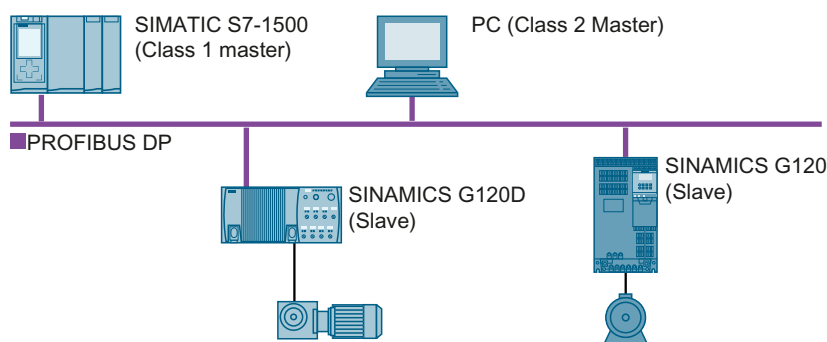 SIMATIC S7-1500
(Class 1 master)
PC (Class 2 Master)
PROFIBUS DP
SINAMICS G120D
(Slave)
SINAMICS G120
(Slave)